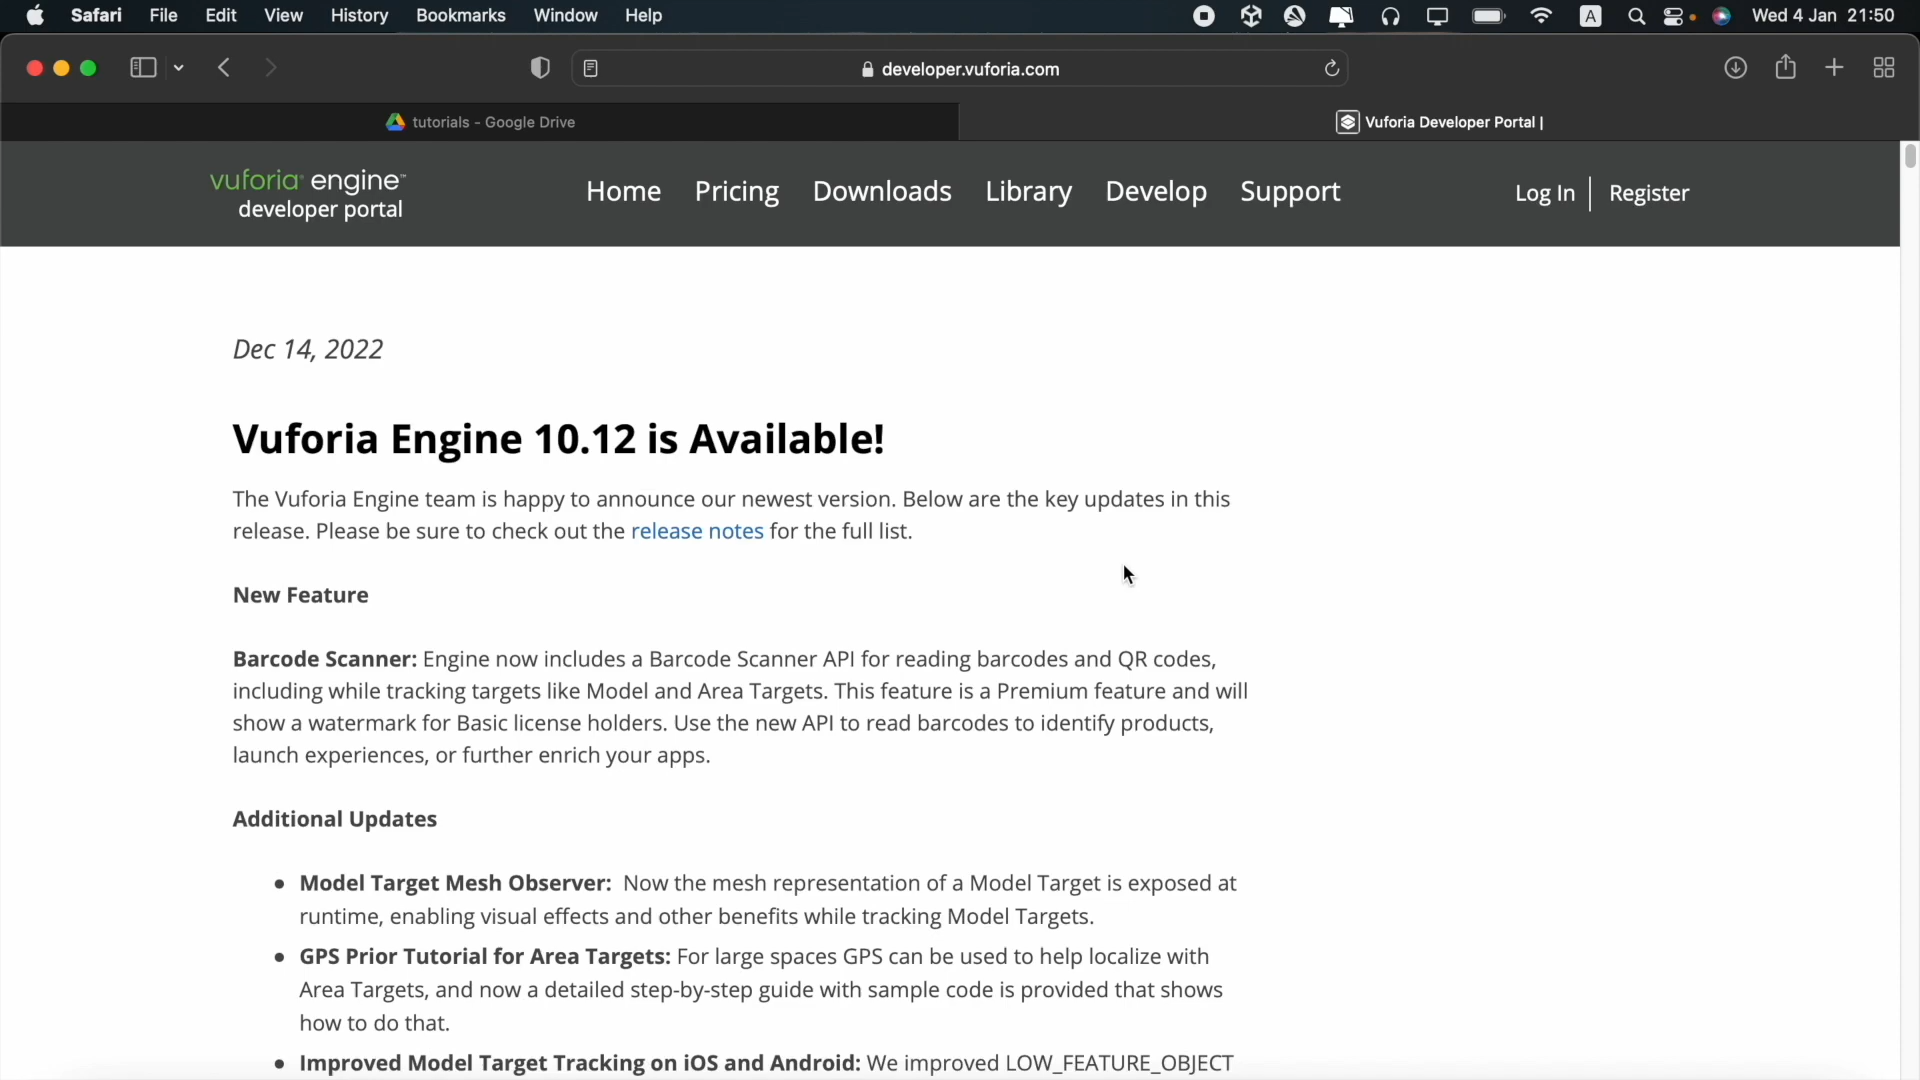 Safari File Edit View History Bookmarks Window Help A Wed 4 Jan 21:50
developer.vuforia.com
tutorials - Google Drive
Vuforia Developer Portal |
vuforia® engine™
developer portal
Home Pricing Downloads Library Develop Support
Log In | Register
Dec 14, 2022
Vuforia Engine 10.12 is Available!
The Vuforia Engine team is happy to announce our newest version. Below are the key updates in this
release. Please be sure to check out the release notes for the full list.
New Feature
Barcode Scanner: Engine now includes a Barcode Scanner API for reading barcodes and QR codes,
including while tracking targets like Model and Area Targets. This feature is a Premium feature and will
show a watermark for Basic license holders. Use the new API to read barcodes to identify products,
launch experiences, or further enrich your apps.
Additional Updates
• Model Target Mesh Observer: Now the mesh representation of a Model Target is exposed at
runtime, enabling visual effects and other benefits while tracking Model Targets.
• GPS Prior Tutorial for Area Targets: For large spaces GPS can be used to help localize with
Area Targets, and now a detailed step-by-step guide with sample code is provided that shows
how to do that.
• Improved Model Target Tracking on iOS and Android: We improved LOW_FEATURE_OBJECT